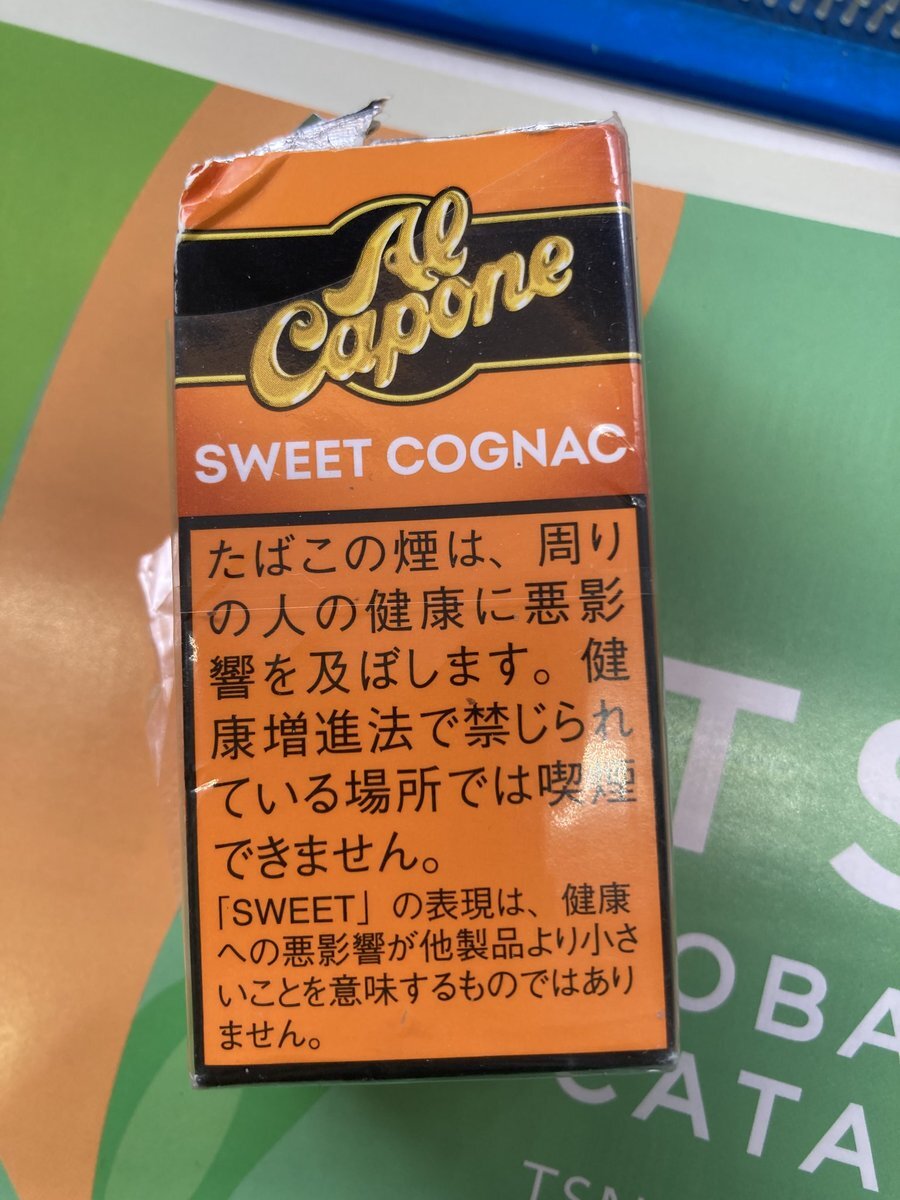 Al
Capone
SWEET COGNAC
たばこの煙は、周り
の人の健康に悪影
響を及ぼします。健
康増進法で禁じられ
ている場所では喫煙
できません。
「SWEET」の表現は、健康
への悪影響が他製品より小さ
いことを意味するものではあり
ません。
T S
OBA
CATA
TSN